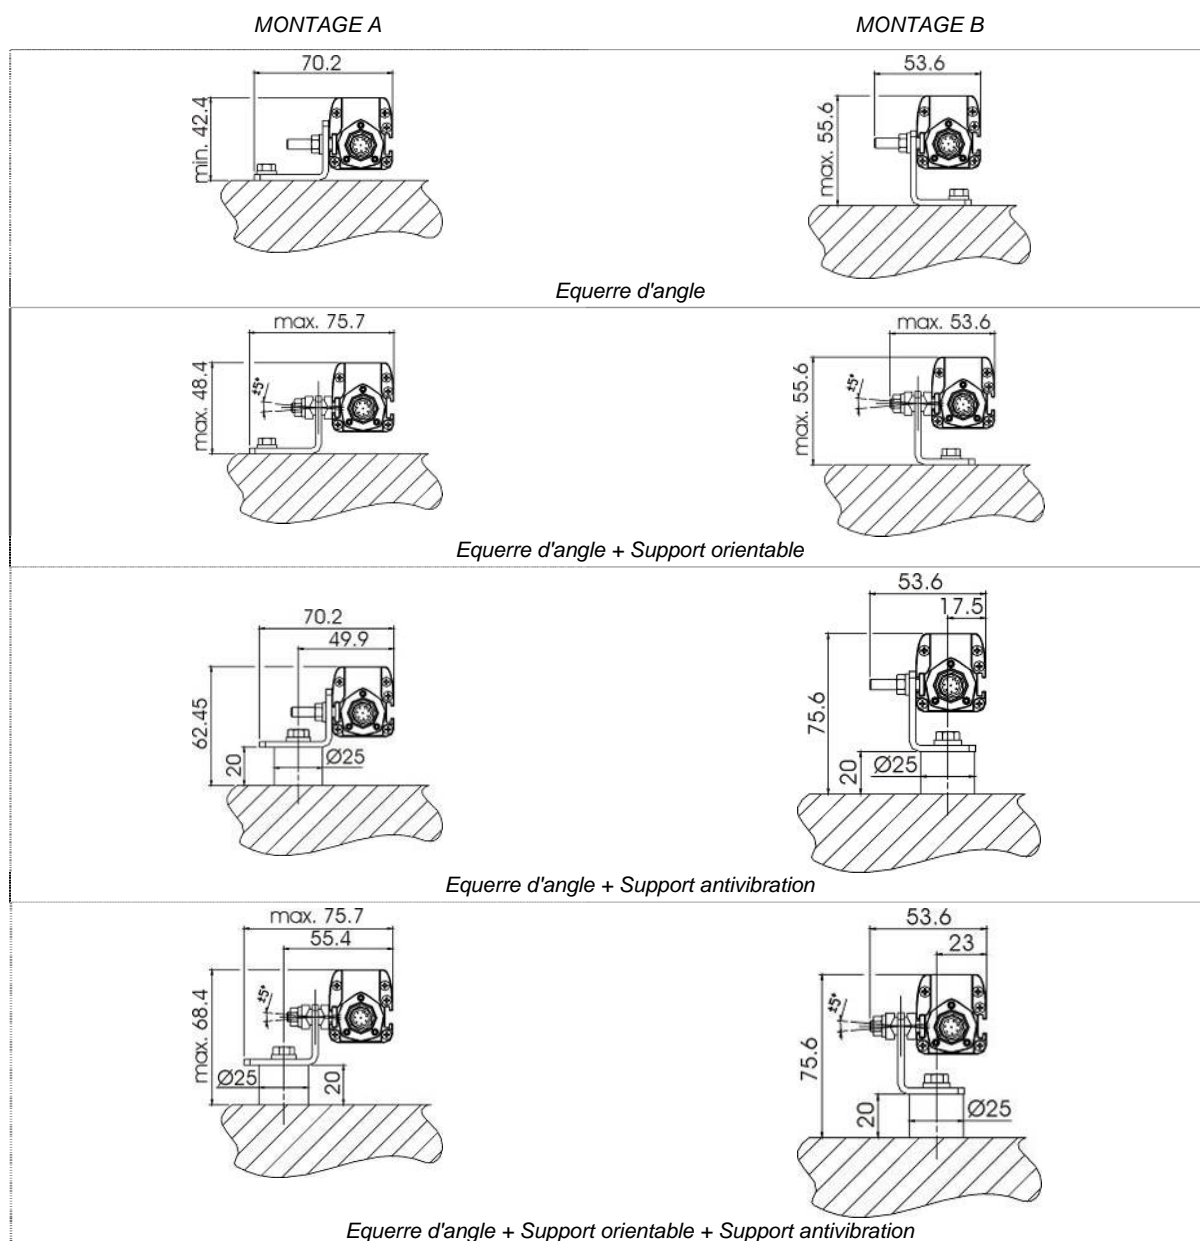 MONTAGE A
MONTAGE B
70.2
min. 42.4
53.6
max. 55.6
Equerre d'angle
max. 75.7
max. 48.4
±5°
max. 53.6
max. 55.6
±5°
Equerre d'angle + Support orientable
70.2
49.9
62.45
20
Ø25
53.6
17.5
75.6
20
Ø25
Equerre d'angle + Support antivibration
max. 75.7
55.4
max. 68.4
±5°
Ø25
20
53.6
23
75.6
±5°
20
Ø25
Equerre d'angle + Support orientable + Support antivibration